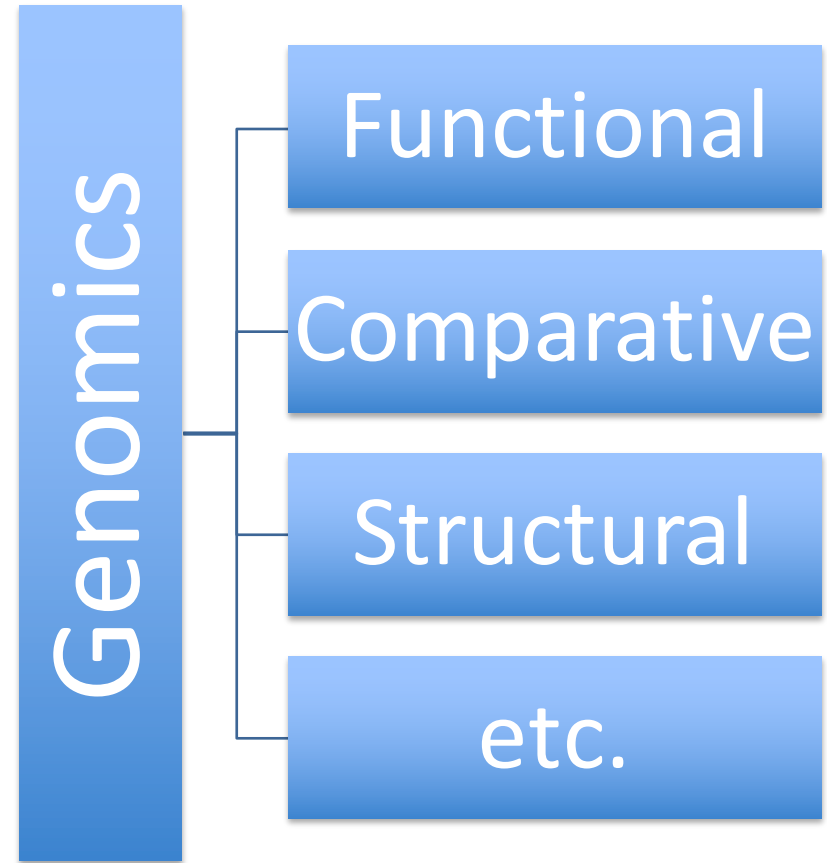 Genomics
Functional
Comparative
Structural
etc.